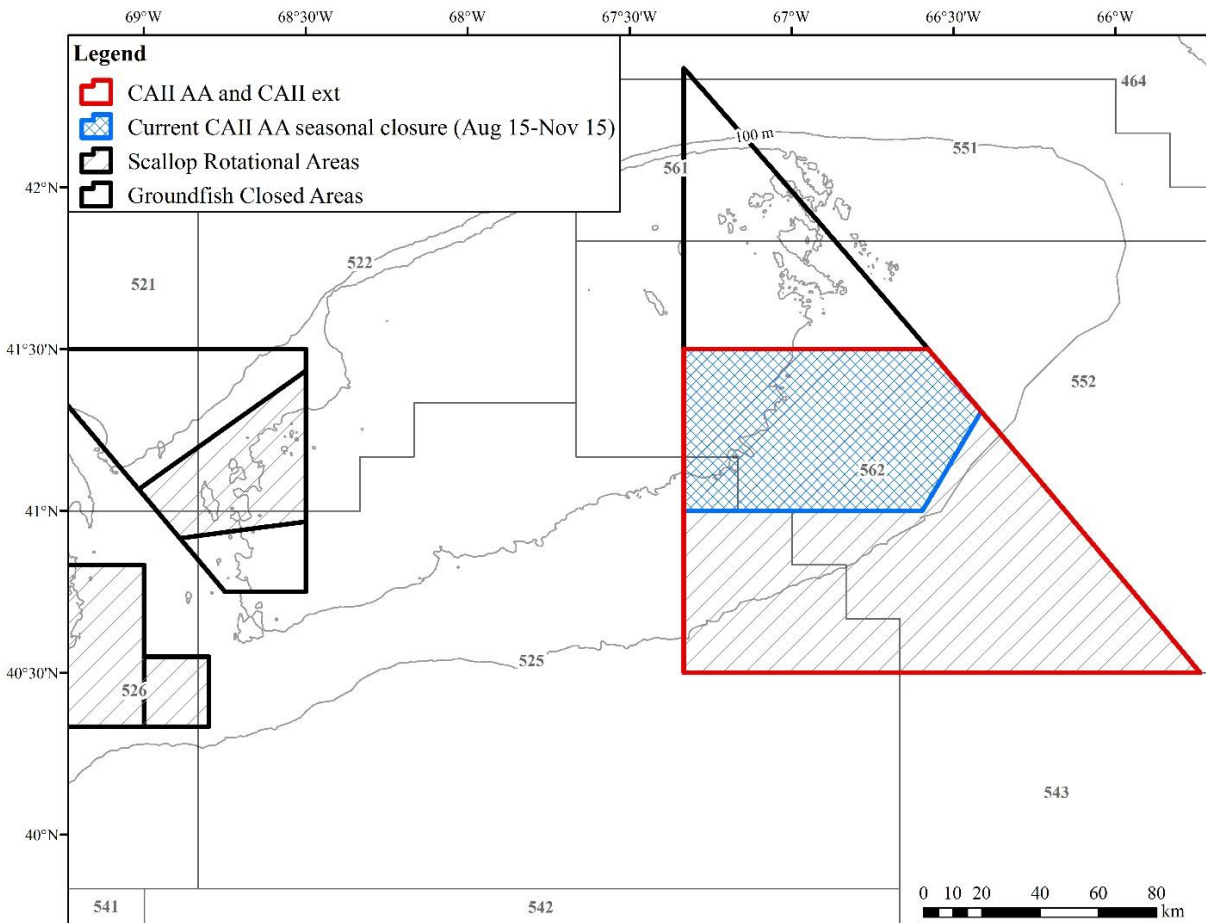 69°W 68°30'W 68°W 67°30'W 67°W 66°30'W 66°W
Legend
CAII AA and CAII ext
Current CAII AA seasonal closure (Aug 15-Nov 15)
Scallop Rotational Areas
Groundfish Closed Areas
464
100 m
551
561
42°N
522
521
552
41°30'N
562
41°N
525
40°30'N
526
543
40°N
541
542
0 10 20 40 60 80
km